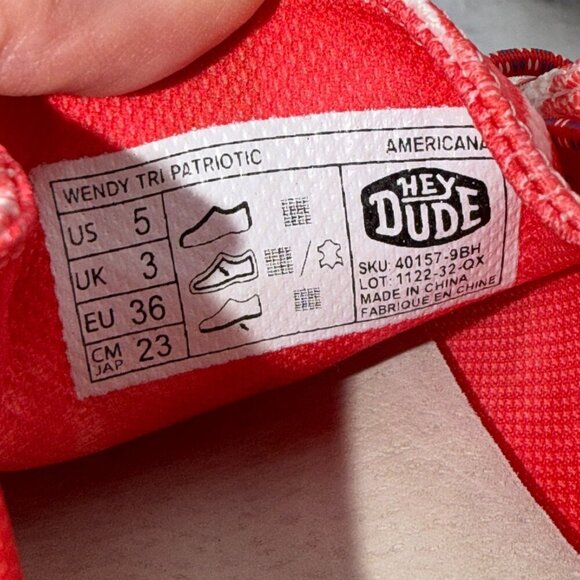 WENDY TRI PATRIOTIC AMERICANA
US 5
UK 3
EU 36
CM JAP 23
HEY DUDE
SKU: 40157-9BH
LOT: 1122-32-QX
MADE IN CHINA
FABRIQUE EN CHINE